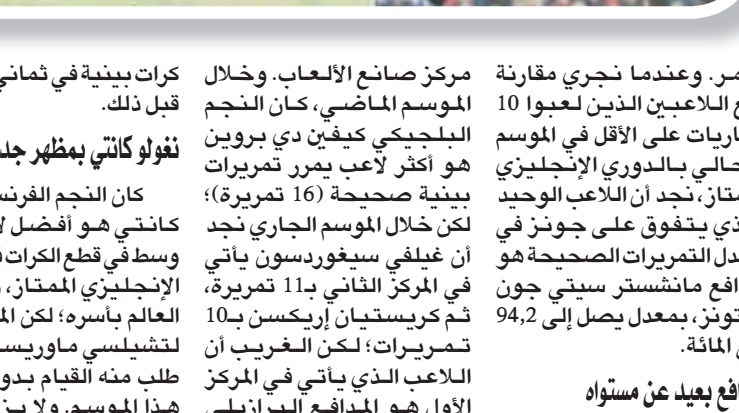 مر. وعندما نجري مقارنة
ع اللاعبين الذين لعبوا 10
اريات على الأقل في الموسم
حالي بالدوري الإنجليزي
متاز، نجد أن اللاعب الوحيد
ذي يتفوق على جونز في
دل التمريرات الصحيحة هو
افع مانشستر سيتي جون
تونز، بمعدل يصل إلى 94,2
المائة.
افع بعيد عن مستواه
مركز صانع الألعاب. وخلال
الموسم الماضي، كان النجم
البلجيكي كيفين دي بروين
هو أكثر لاعب يمرر تمريرات
بينية صحيحة (16 تمريرة)؛
لكن خلال الموسم الجاري نجد
أن غيلفي سيغوردسون يأتي
في المركز الثاني بـ11 تمريرة،
ثم كريستيان إريكسن بـ10
تمريرات؛ لكن الغريب أن
اللاعب الذي يأتي في المركز
الأول هو المدافع البرازيلي
كرات بينية في ثماني
قبل ذلك.
نغولو كانتي بمظهر جد
كان النجم الفرنس
كانتي هو أفضل لا
وسط في قطع الكرات ف
الإنجليزي الممتاز، و
العالم بأسره؛ لكن الم
لتشيلسي ماوريس
طلب منه القيام بدو
هذا الموسم. ولا يز